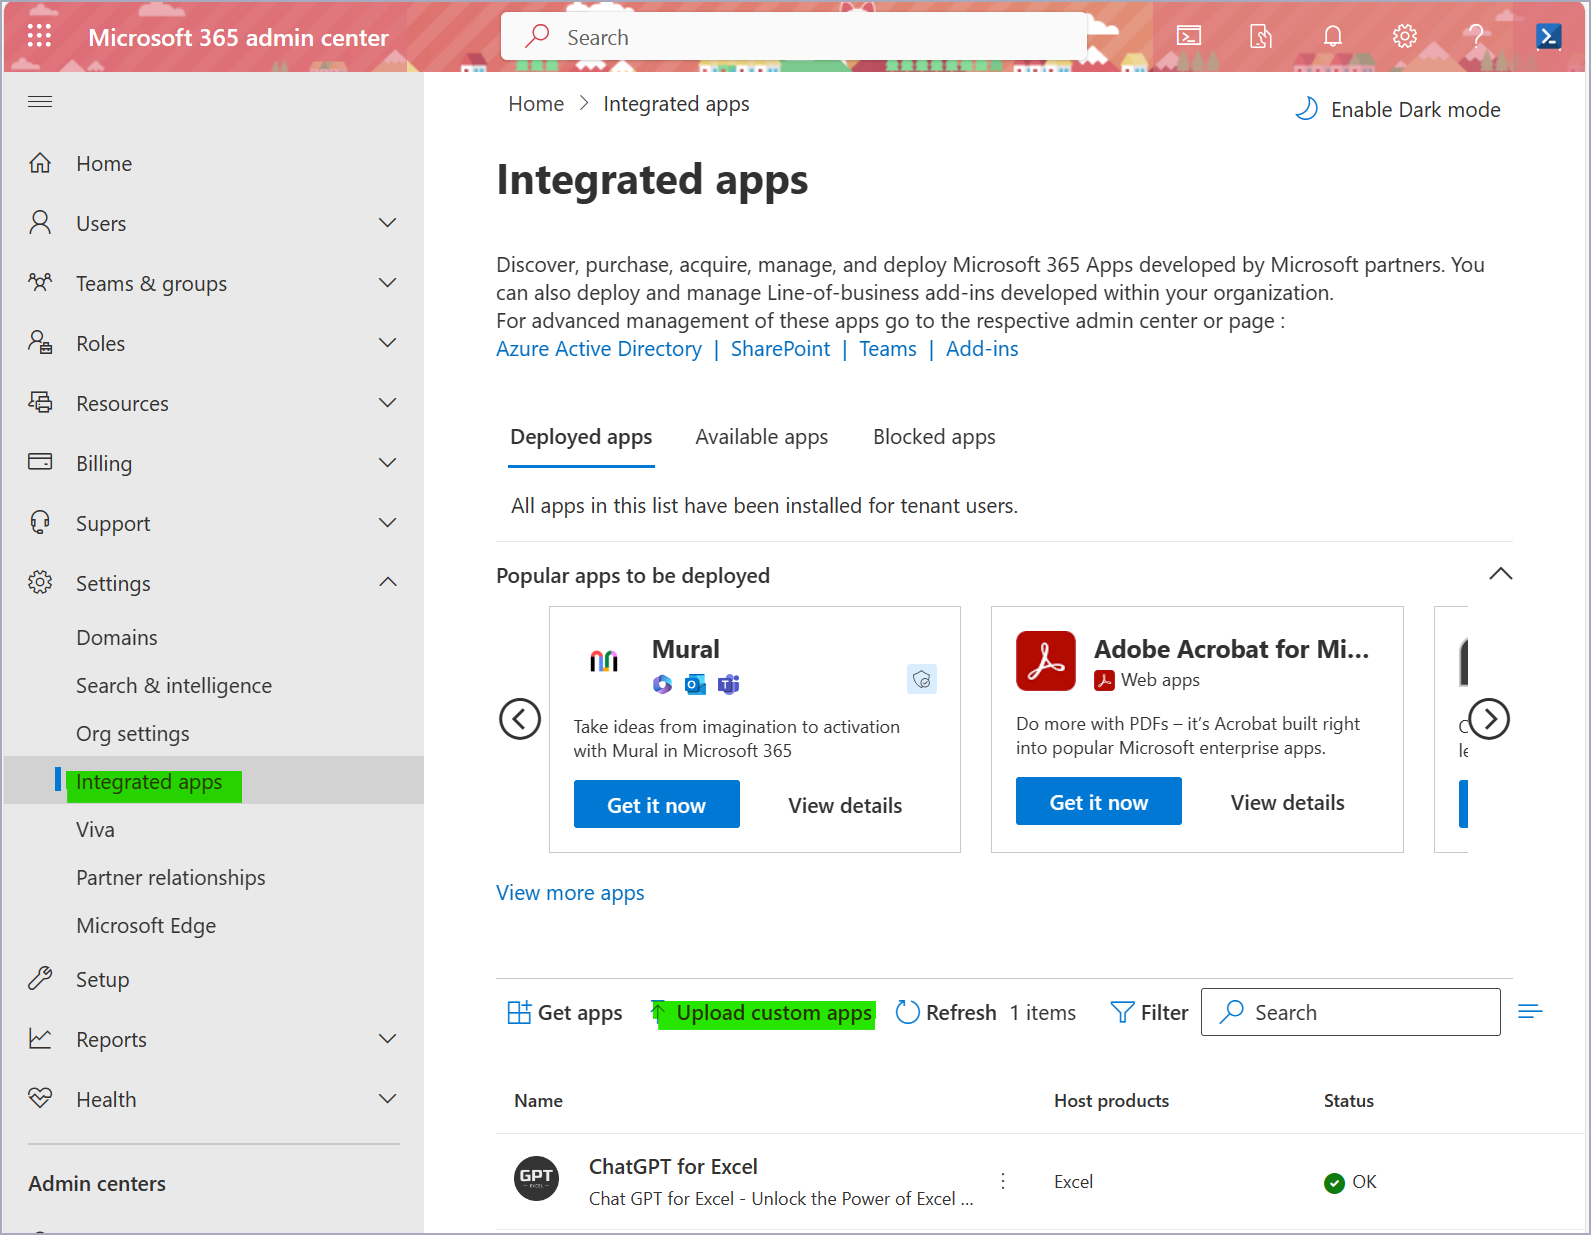 Microsoft 365 admin center
Search
Home > Integrated apps
Enable Dark mode
Home
Users
Teams & groups
Roles
Resources
Billing
Support
Settings
Domains
Search & intelligence
Org settings
Integrated apps
Viva
Partner relationships
Microsoft Edge
Setup
Reports
Health
Admin centers
Integrated apps
Discover, purchase, acquire, manage, and deploy Microsoft 365 Apps developed by Microsoft partners. You
can also deploy and manage Line-of-business add-ins developed within your organization.
For advanced management of these apps go to the respective admin center or page :
Azure Active Directory | SharePoint | Teams | Add-ins
Deployed apps Available apps Blocked apps
All apps in this list have been installed for tenant users.
Popular apps to be deployed
Mural
Take ideas from imagination to activation
with Mural in Microsoft 365
Get it now View details
Adobe Acrobat for Mi...
Web apps
Do more with PDFs – it's Acrobat built right
into popular Microsoft enterprise apps.
Get it now View details
View more apps
Get apps Upload custom apps Refresh 1 items Filter Search
Name Host products Status
GPT
EXCEL
ChatGPT for Excel
Chat GPT for Excel - Unlock the Power of Excel ...
Excel
OK